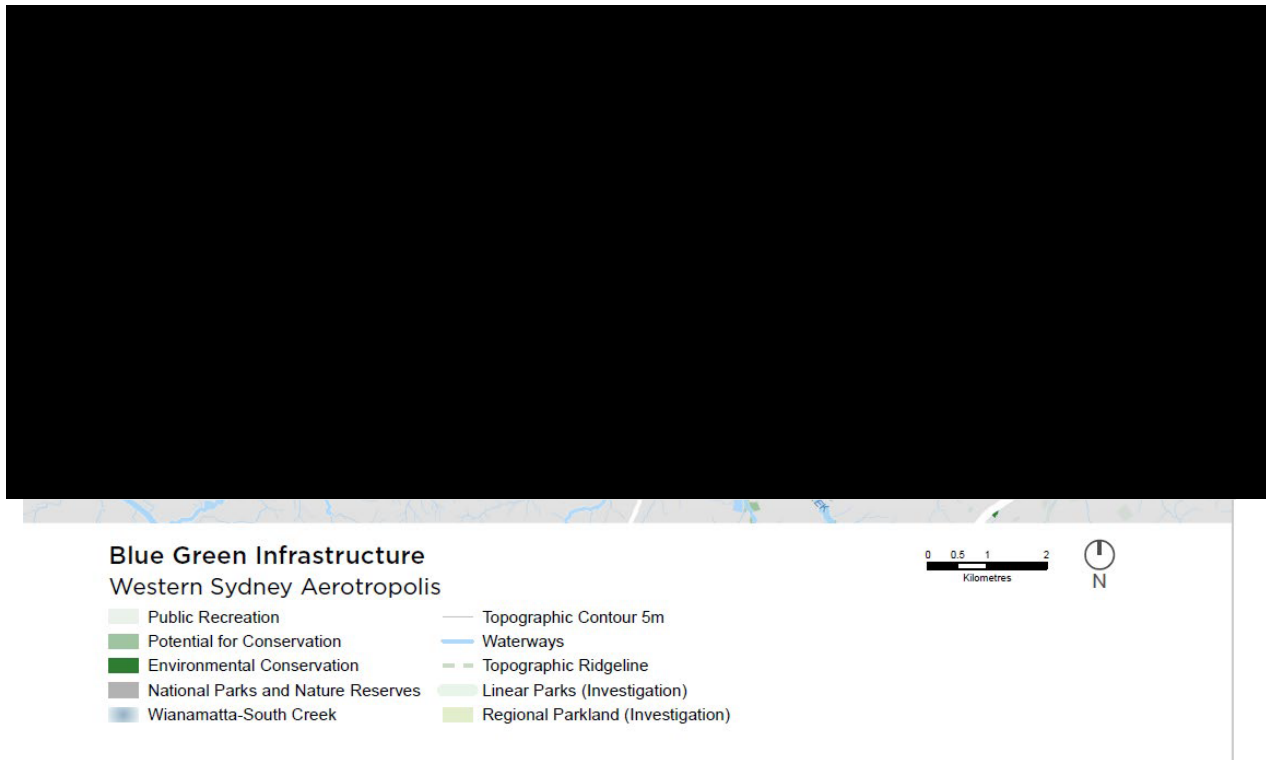 EK
Blue Green Infrastructure
Western Sydney Aerotropolis
0 0.5 1 2
Kilometres
N
Public Recreation
Potential for Conservation
Environmental Conservation
National Parks and Nature Reserves
Wianamatta-South Creek
Topographic Contour 5m
Waterways
Topographic Ridgeline
Linear Parks (Investigation)
Regional Parkland (Investigation)